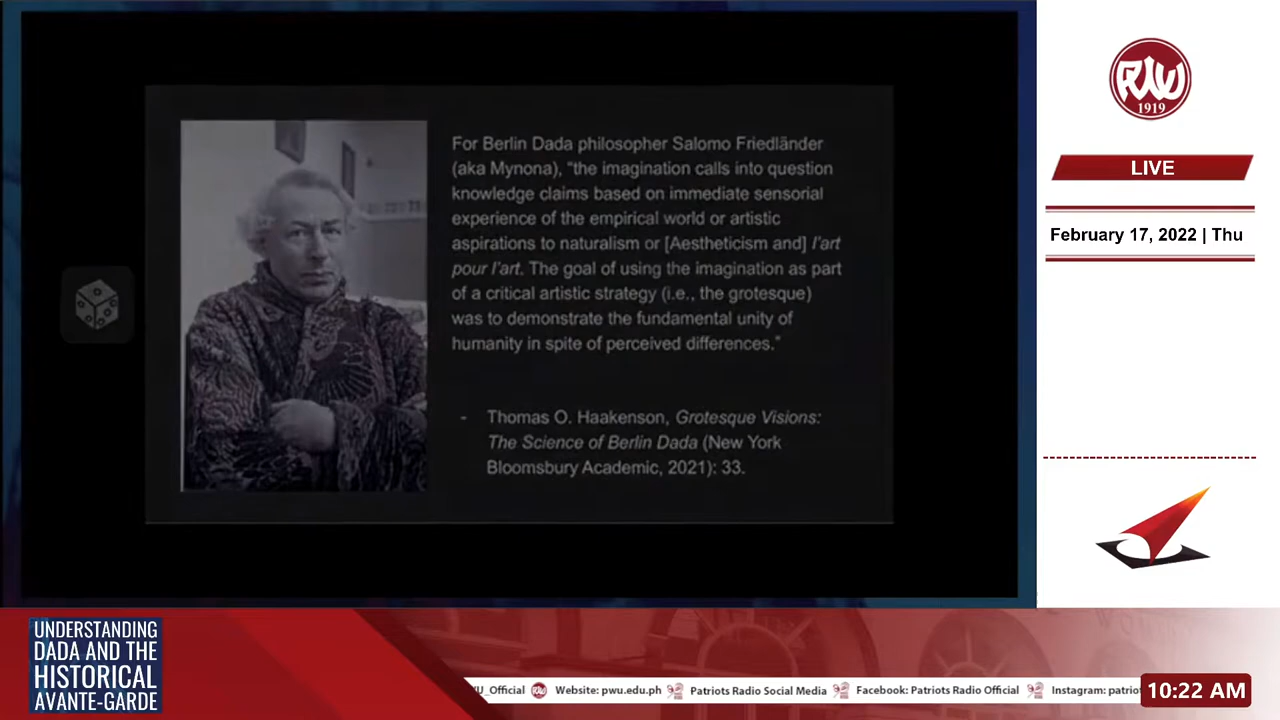 For Berlin Dada philosopher Salomo Friedländer
(aka Mynona), “the imagination calls into question
knowledge claims based on immediate sensorial
experience of the empirical world or artistic
aspirations to naturalism or [Aestheticism and] l’art
pour l’art. The goal of using the imagination as part
of a critical artistic strategy (i.e., the grotesque)
was to demonstrate the fundamental unity of
humanity in spite of perceived differences.”
- Thomas O. Haakenson, Grotesque Visions:
The Science of Berlin Dada (New York
Bloomsbury Academic, 2021): 33.
PWU
1919
LIVE
February 17, 2022 | Thu
UNDERSTANDING
DADA AND THE
HISTORICAL
AVANTE-GARDE
_Official Website: pwu.edu.ph Patriots Radio Social Media Facebook: Patriots Radio Official Instagram:
10:22 AM